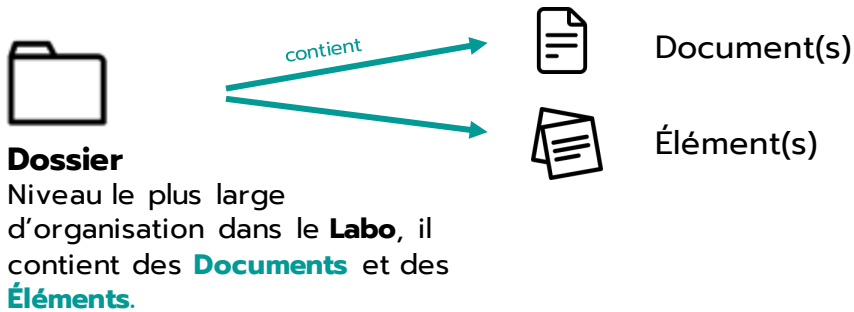 contient
Document(s)
Élément(s)
Dossier
Niveau le plus large
d’organisation dans le Labo, il
contient des Documents et des
Éléments.